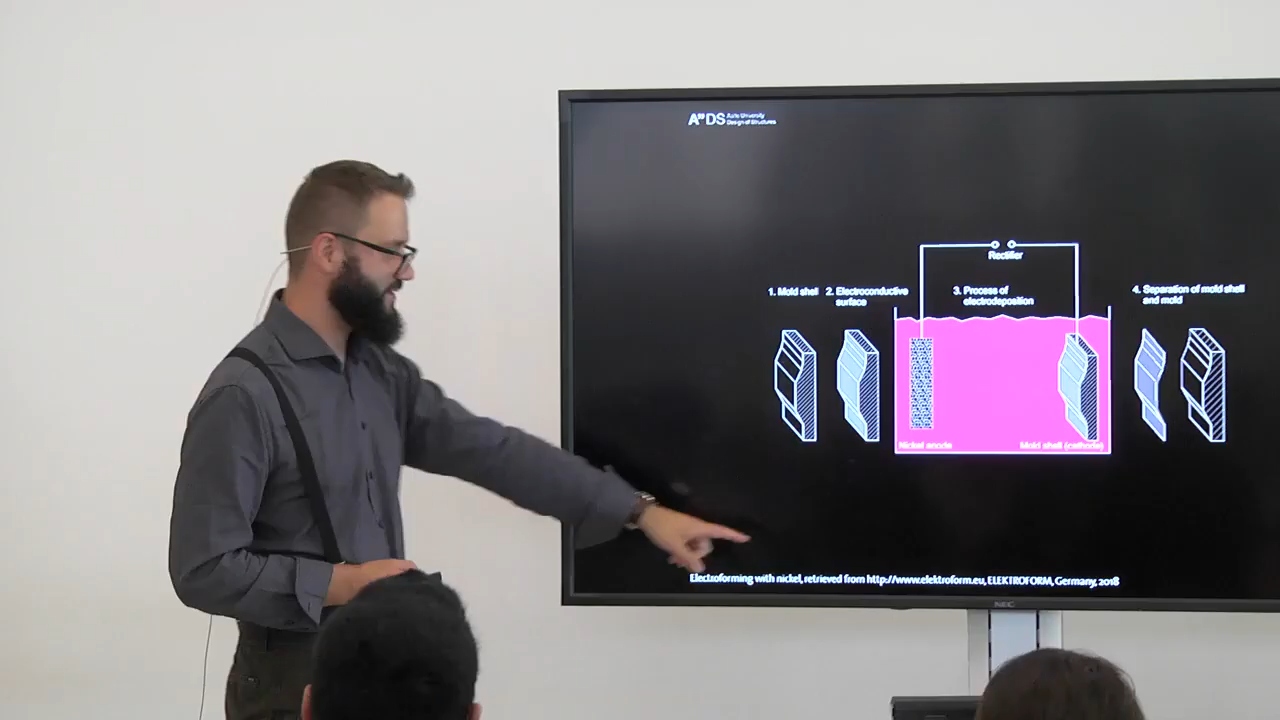 A" DS Aalto University
Design of Structures
Rectifier
1. Mold shell
2. Electroconductive
surface
3. Process of
electrodeposition
4. Separation of mold shell
and mold
Nickel anode
Mold shell (cathode)
Electroforming with nickel, retrieved from http://www.elektroform.eu, ELEKTROFORM, Germany, 2018
NEC